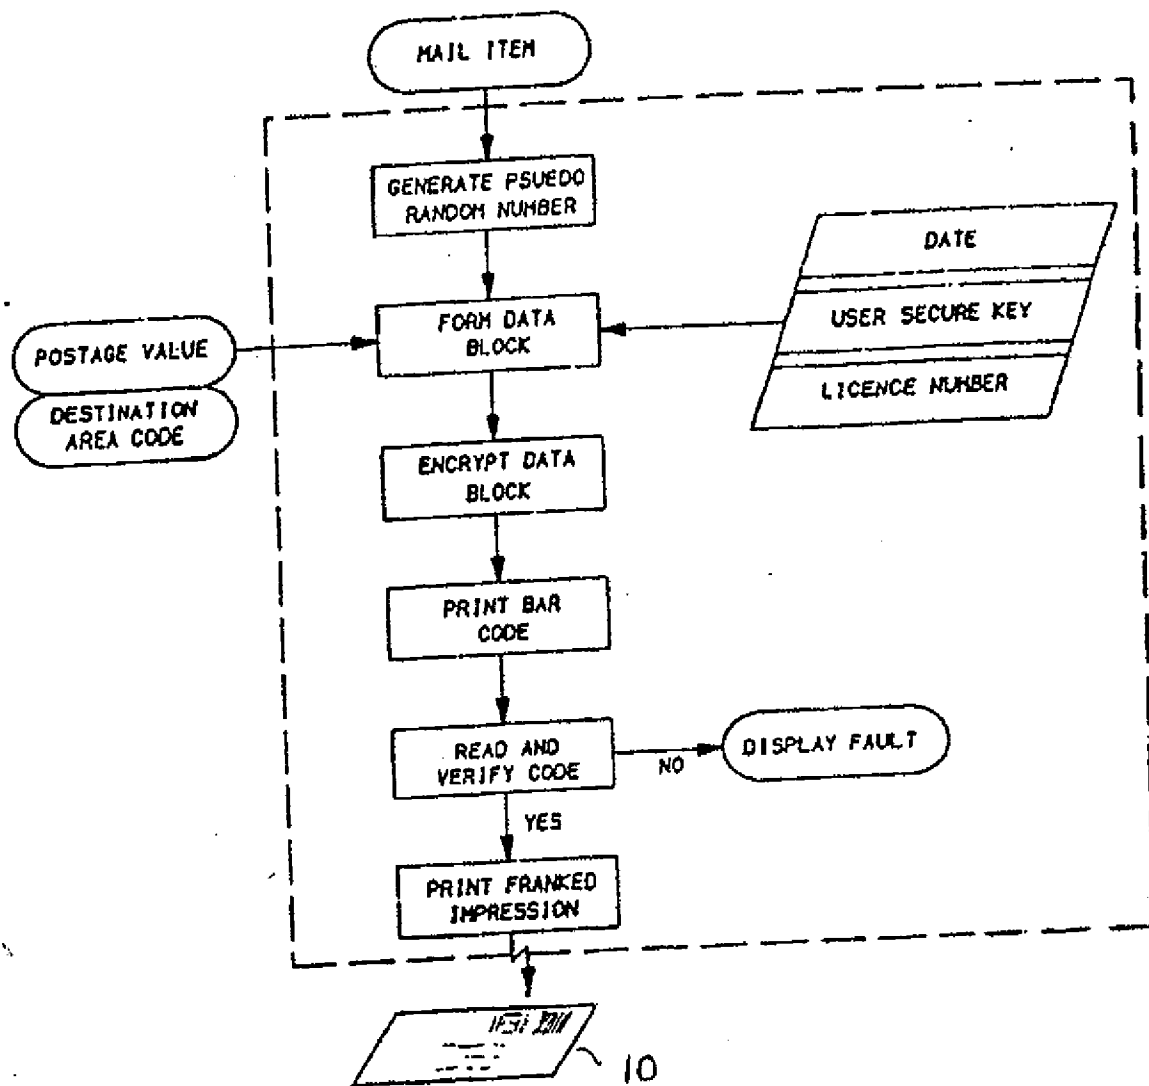 MAIL ITEM
GENERATE PSUEDO
RANDOM NUMBER
DATE
USER SECURE KEY
LICENCE NUMBER
FORM DATA
BLOCK
POSTAGE VALUE
DESTINATION
AREA CODE
ENCRYPT DATA
BLOCK
PRINT BAR
CODE
READ AND
VERIFY CODE
NO
DISPLAY FAULT
YES
PRINT FRANKED
IMPRESSION
10